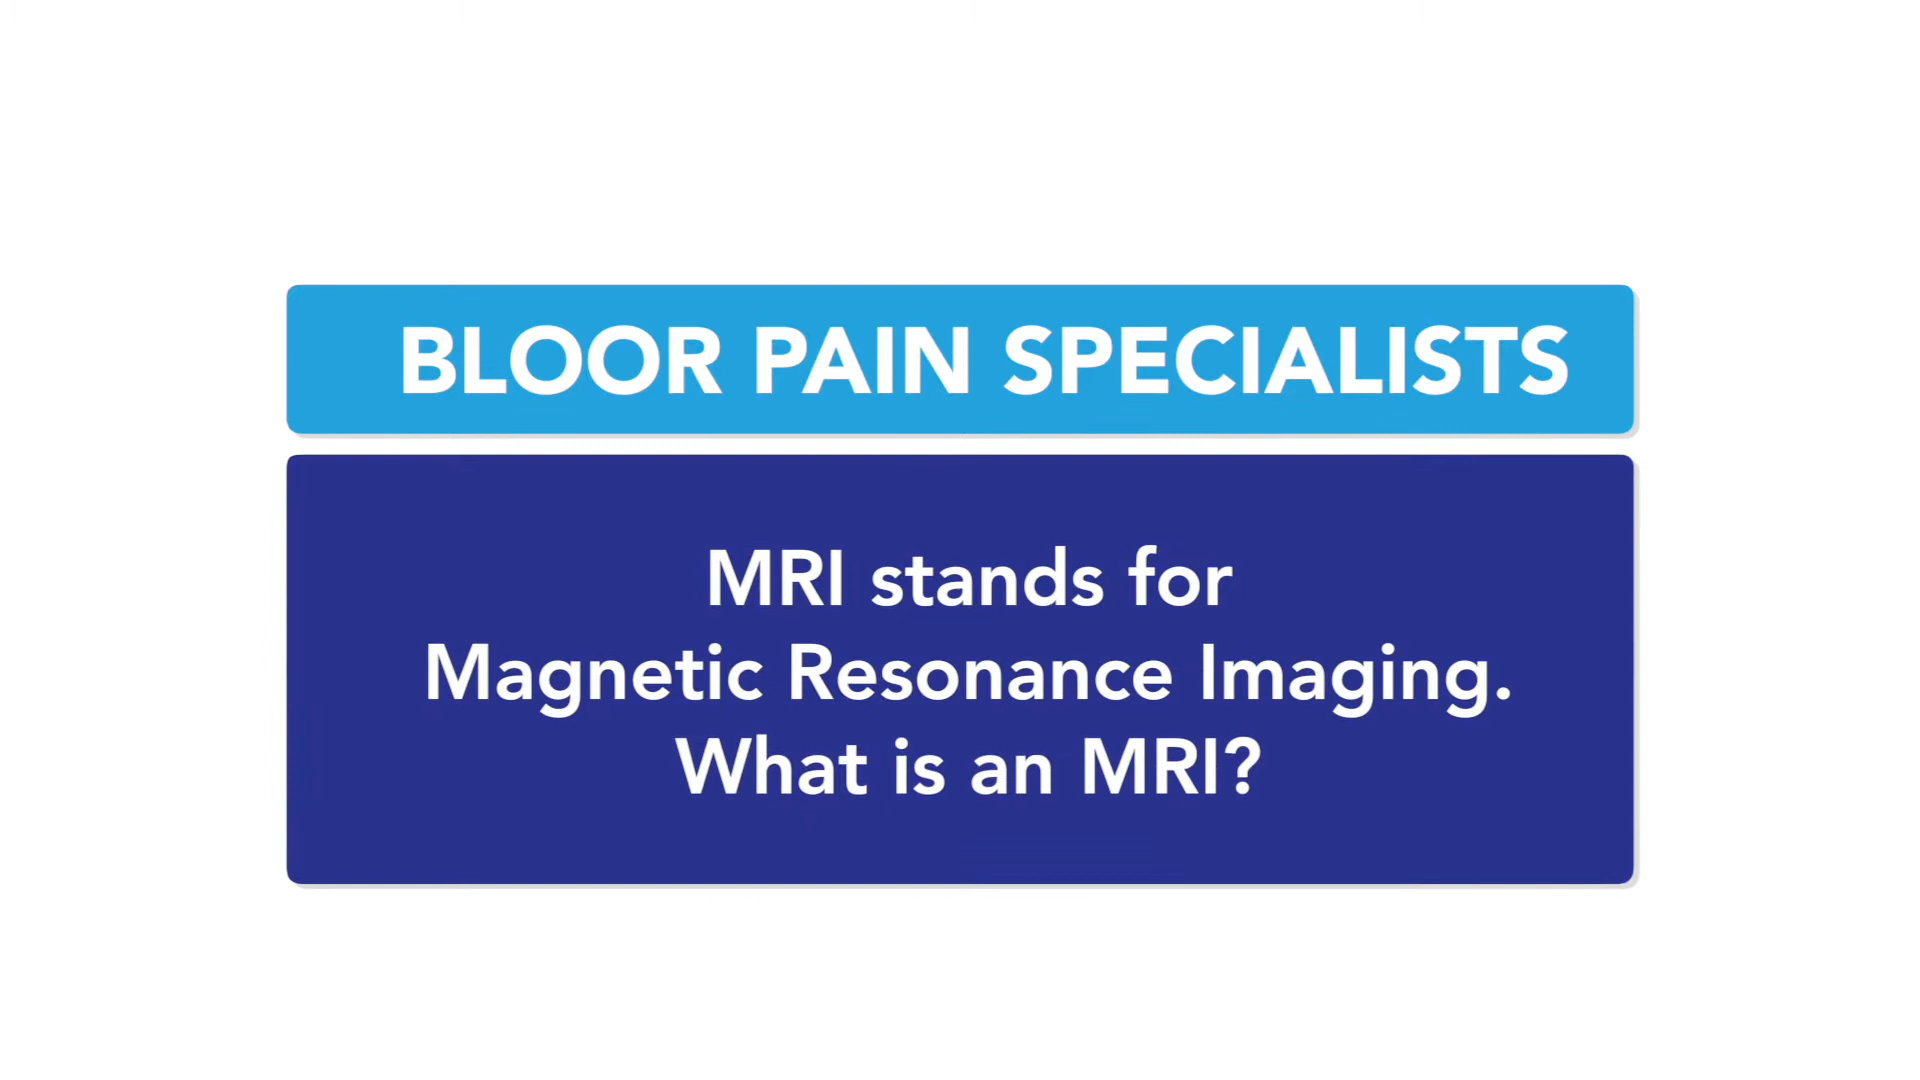 BLOOR PAIN SPECIALISTS
MRI stands for
Magnetic Resonance Imaging.
What is an MRI?